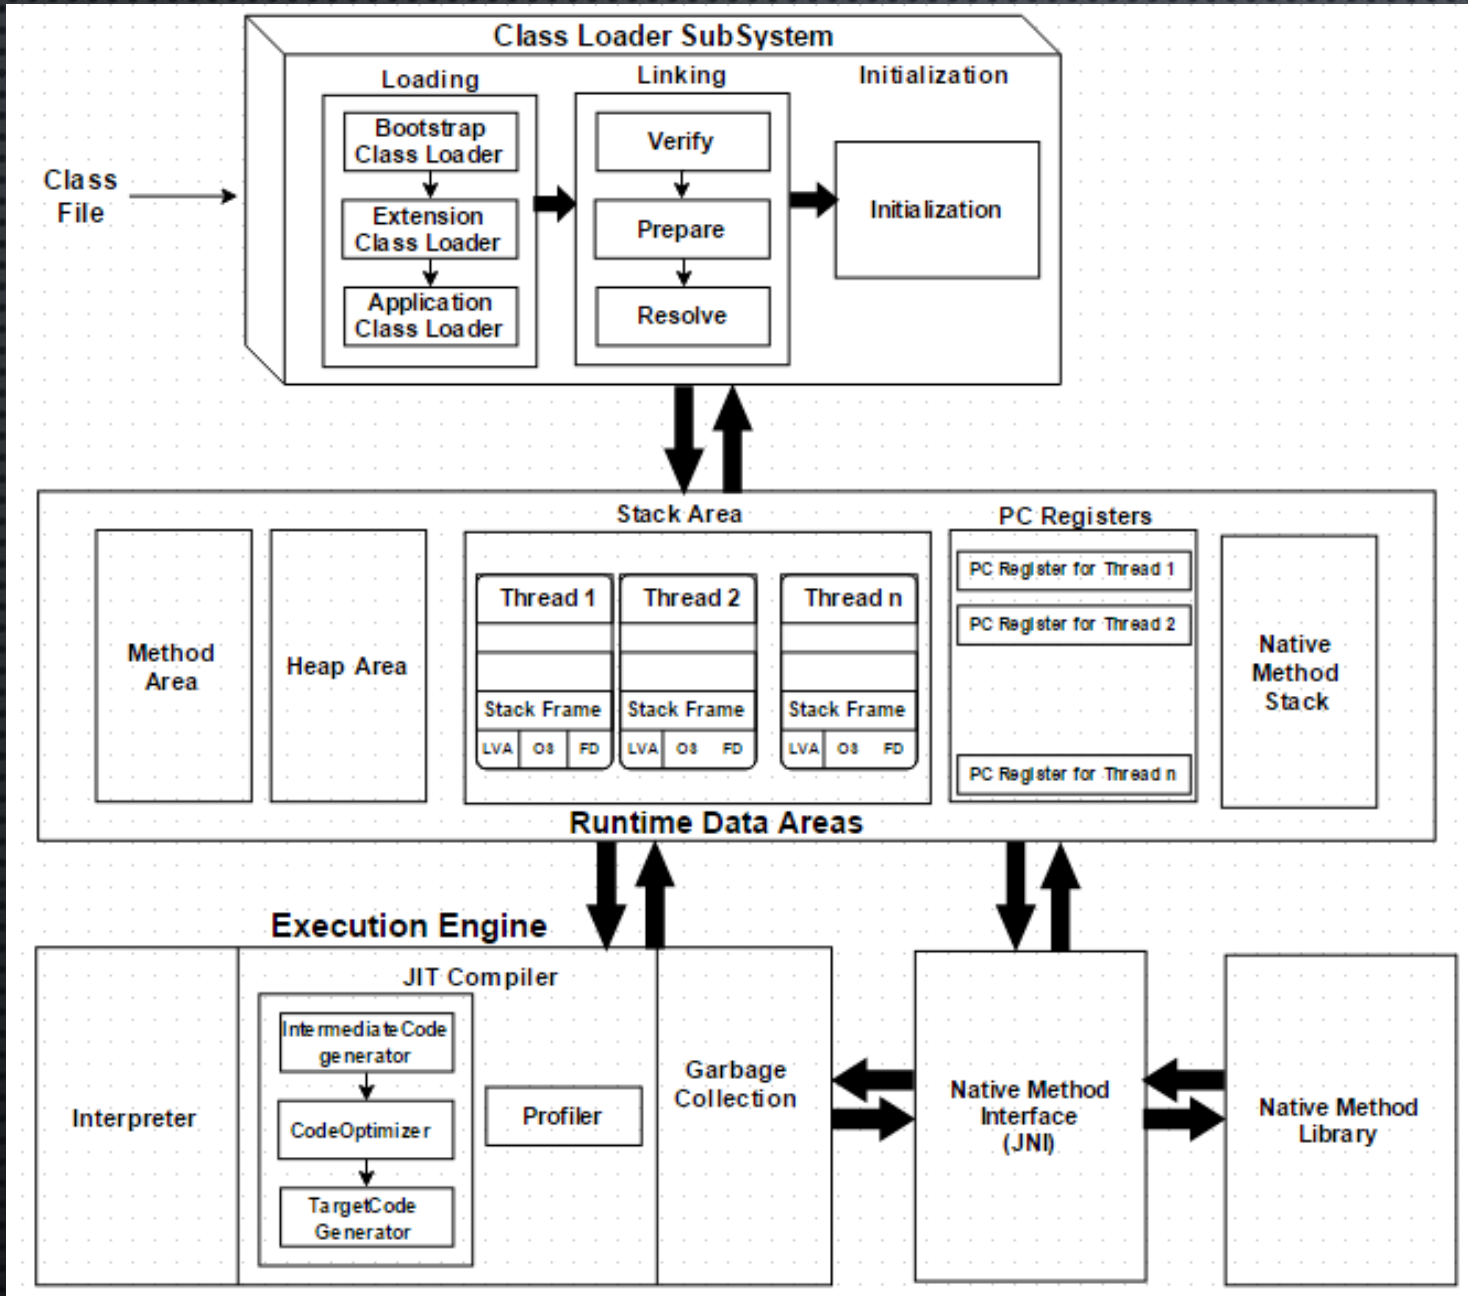 Class Loader SubSystem
Loading
Linking
Initialization
Class
File
Bootstrap
Class Loader
Extension
Class Loader
Application
Class Loader
Verify
Prepare
Resolve
Initialization
Stack Area
PC Registers
Method
Area
Heap Area
Thread 1
Stack Frame
LVA OS FD
Thread 2
Stack Frame
LVA OS FD
Thread n
Stack Frame
LVA OS FD
PC Register for Thread 1
PC Register for Thread 2
PC Register for Thread n
Native
Method
Stack
Runtime Data Areas
Execution Engine
Interpreter
JIT Compiler
IntermediateCode
generator
CodeOptimizer
TargetCode
Generator
Profiler
Garbage
Collection
Native Method
Interface
(JNI)
Native Method
Library